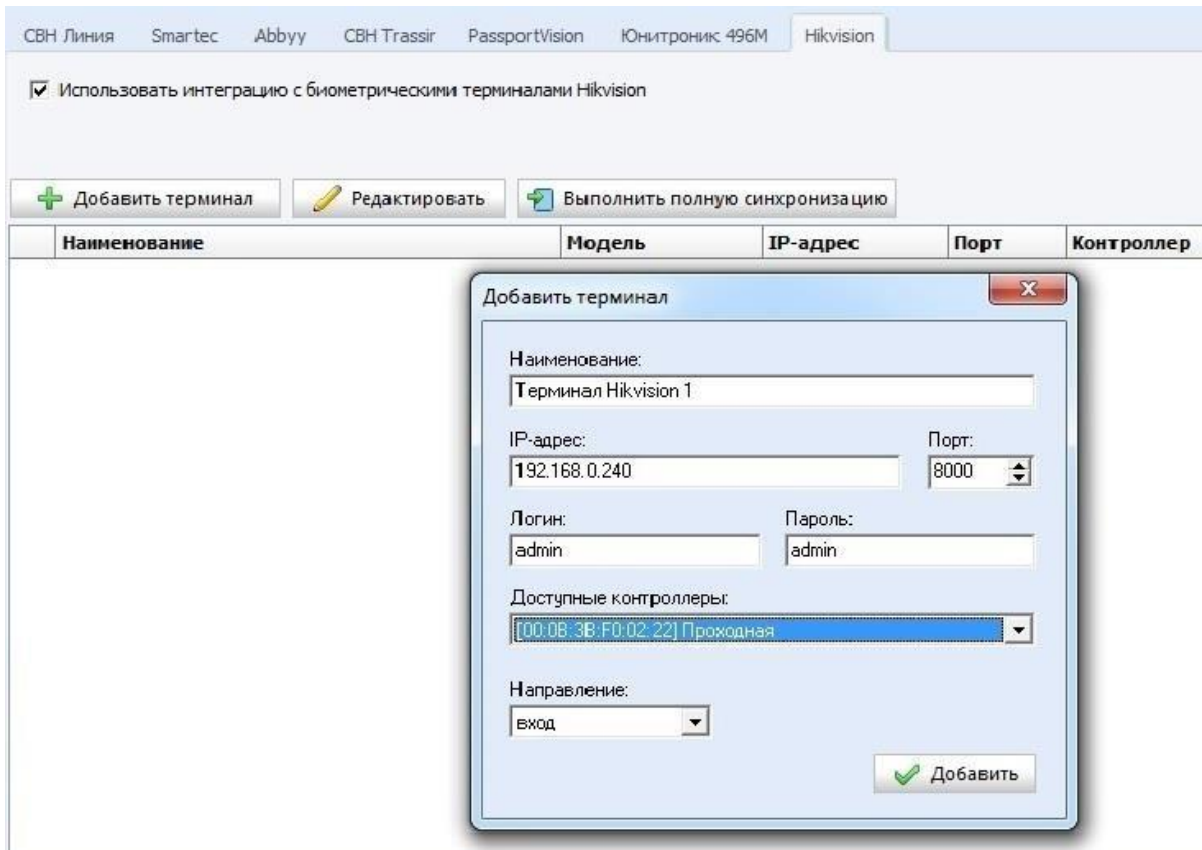 СВН Линия Smartec Abbyy СВН Trassir PassportVision Юнитроникс 496М Hikvision
Использовать интеграцию с биометрическими терминалами Hikvision
Добавить терминал Редактировать Выполнить полную синхронизацию
Наименование Модель IP-адрес Порт Контроллер
Добавить терминал
Наименование:
Терминал Hikvision 1
IP-адрес: Порт:
192.168.0.240 8000
Логин: Пароль:
admin admin
Доступные контроллеры:
[00:0B:3B:F0:02:22] Проходная
Направление:
вход
Добавить